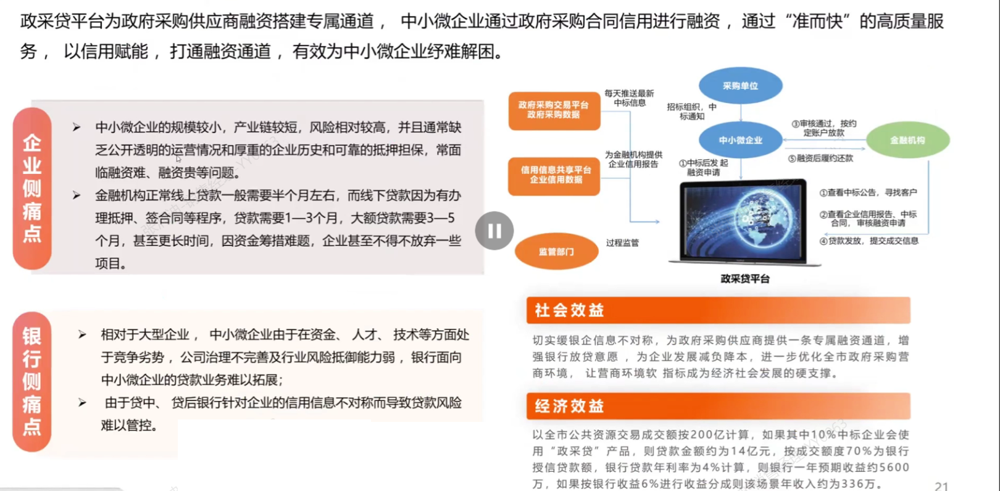 政采贷平台为政府采购供应商融资搭建专属通道， 中小微企业通过政府采购合同信用进行融资，通过“准而快”的高质量服
务， 以信用赋能，打通融资通道，有效为中小微企业纾难解困。
企业侧痛点
➢ 中小微企业的规模较小，产业链较短，风险相对较高，并且通常缺
乏公开透明的运营情况和厚重的企业历史和可靠的抵押担保，常面
临融资难、融资贵等问题。
➢ 金融机构正常线上贷款一般需要半个月左右，而线下贷款因为有办
理抵押、签合同等程序，贷款需要1—3个月，大额贷款需要3—5
个月，甚至更长时间，因资金筹措难题，企业甚至不得不放弃一些
项目。
银行侧痛点
➢ 相对于大型企业， 中小微企业由于在资金、 人才、 技术等方面处
于竞争劣势，公司治理不完善及行业风险抵御能力弱，银行面向
中小微企业的贷款业务难以拓展；
➢ 由于贷中、 贷后银行针对企业的信用信息不对称而导致贷款风险
难以管控。
采购单位
政府采购交易平台
政府采购数据
每天推送最新
中标信息
招标组织，中
标通知
中小微企业
③审核通过，按约
定账户放款
金融机构
⑤融资后履约还款
信用信息共享平台
企业信用数据
为金融机构提供
企业信用报告
①中标后发 起
融资申请
①查看中标公告，寻找客户
②查看企业信用报告、中标
合同，审核融资申请
④贷款发放，提交成交信息
监管部门
过程监管
政采贷平台
社会效益
切实缓银企信息不对称，为政府采购供应商提供一条专属融资通道，增
强银行放贷意愿，为企业发展减负降本，进一步优化全市政府采购营
商环境， 让营商环境软 指标成为经济社会发展的硬支撑。
经济效益
以全市公共资源交易成交额按200亿计算，如果其中10%中标企业会使
用“政采贷”产品，则贷款金额约为14亿元，按成交额度70%为银行
授信贷款额，银行贷款年利率为4%计算，则银行一年预期收益约5600
万，如果按银行收益6%进行收益分成则该场景年收入约为336万。
21